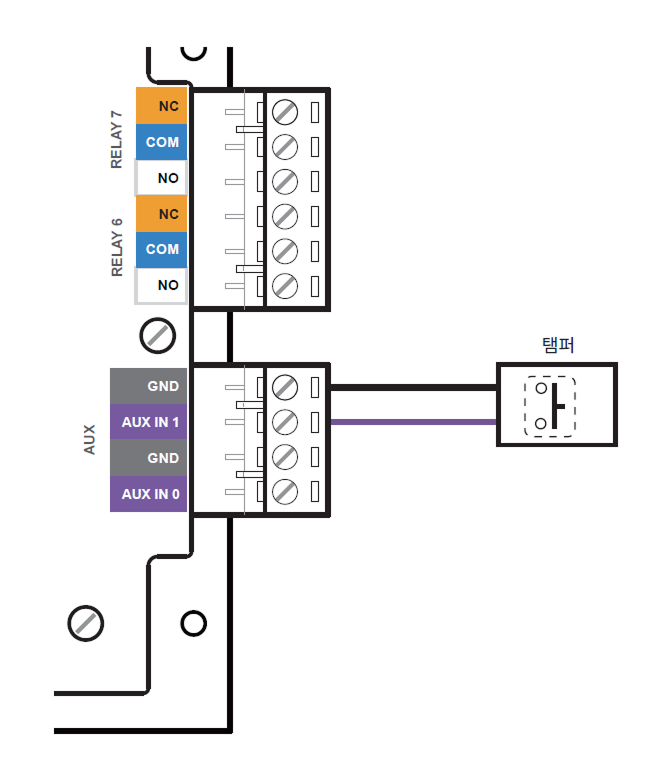 RELAY 7
NC
COM
NO
RELAY 6
NC
COM
NO
탬퍼
AUX
GND
AUX IN 1
GND
AUX IN 0